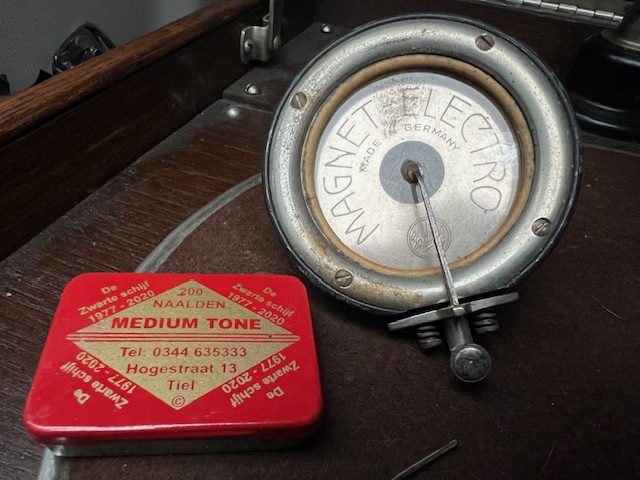 MAGNET ELECTRO
MADE IN GERMANY
De
Zwarte schijf
1977 - 2020
200
NAALDEN
De
Zwarte schijf
1977 - 2020
MEDIUM TONE
Tel: 0344 635333
Hogestraat 13
Tiel
©
De
Zwarte schijf
1977 - 2020
De
Zwarte schijf
1977 - 2020